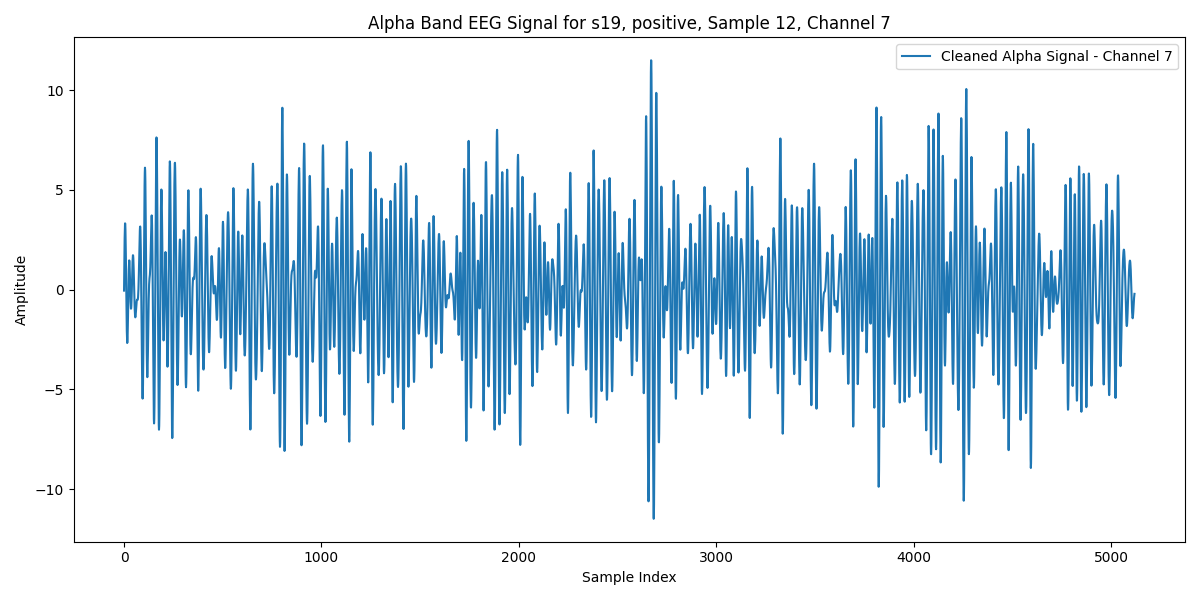 Alpha Band EEG Signal for s19, positive, Sample 12, Channel 7
Cleaned Alpha Signal - Channel 7
Amplitude
10
5
0
−5
−10
0 1000 2000 3000 4000 5000
Sample Index